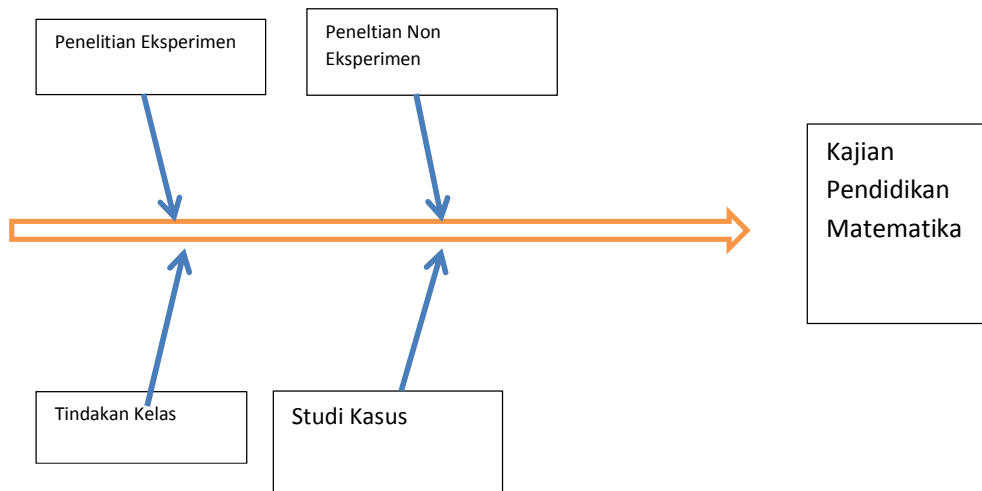 Penelitian Eksperimen
Peneltian Non
Eksperimen
Kajian
Pendidikan
Matematika
Tindakan Kelas
Studi Kasus